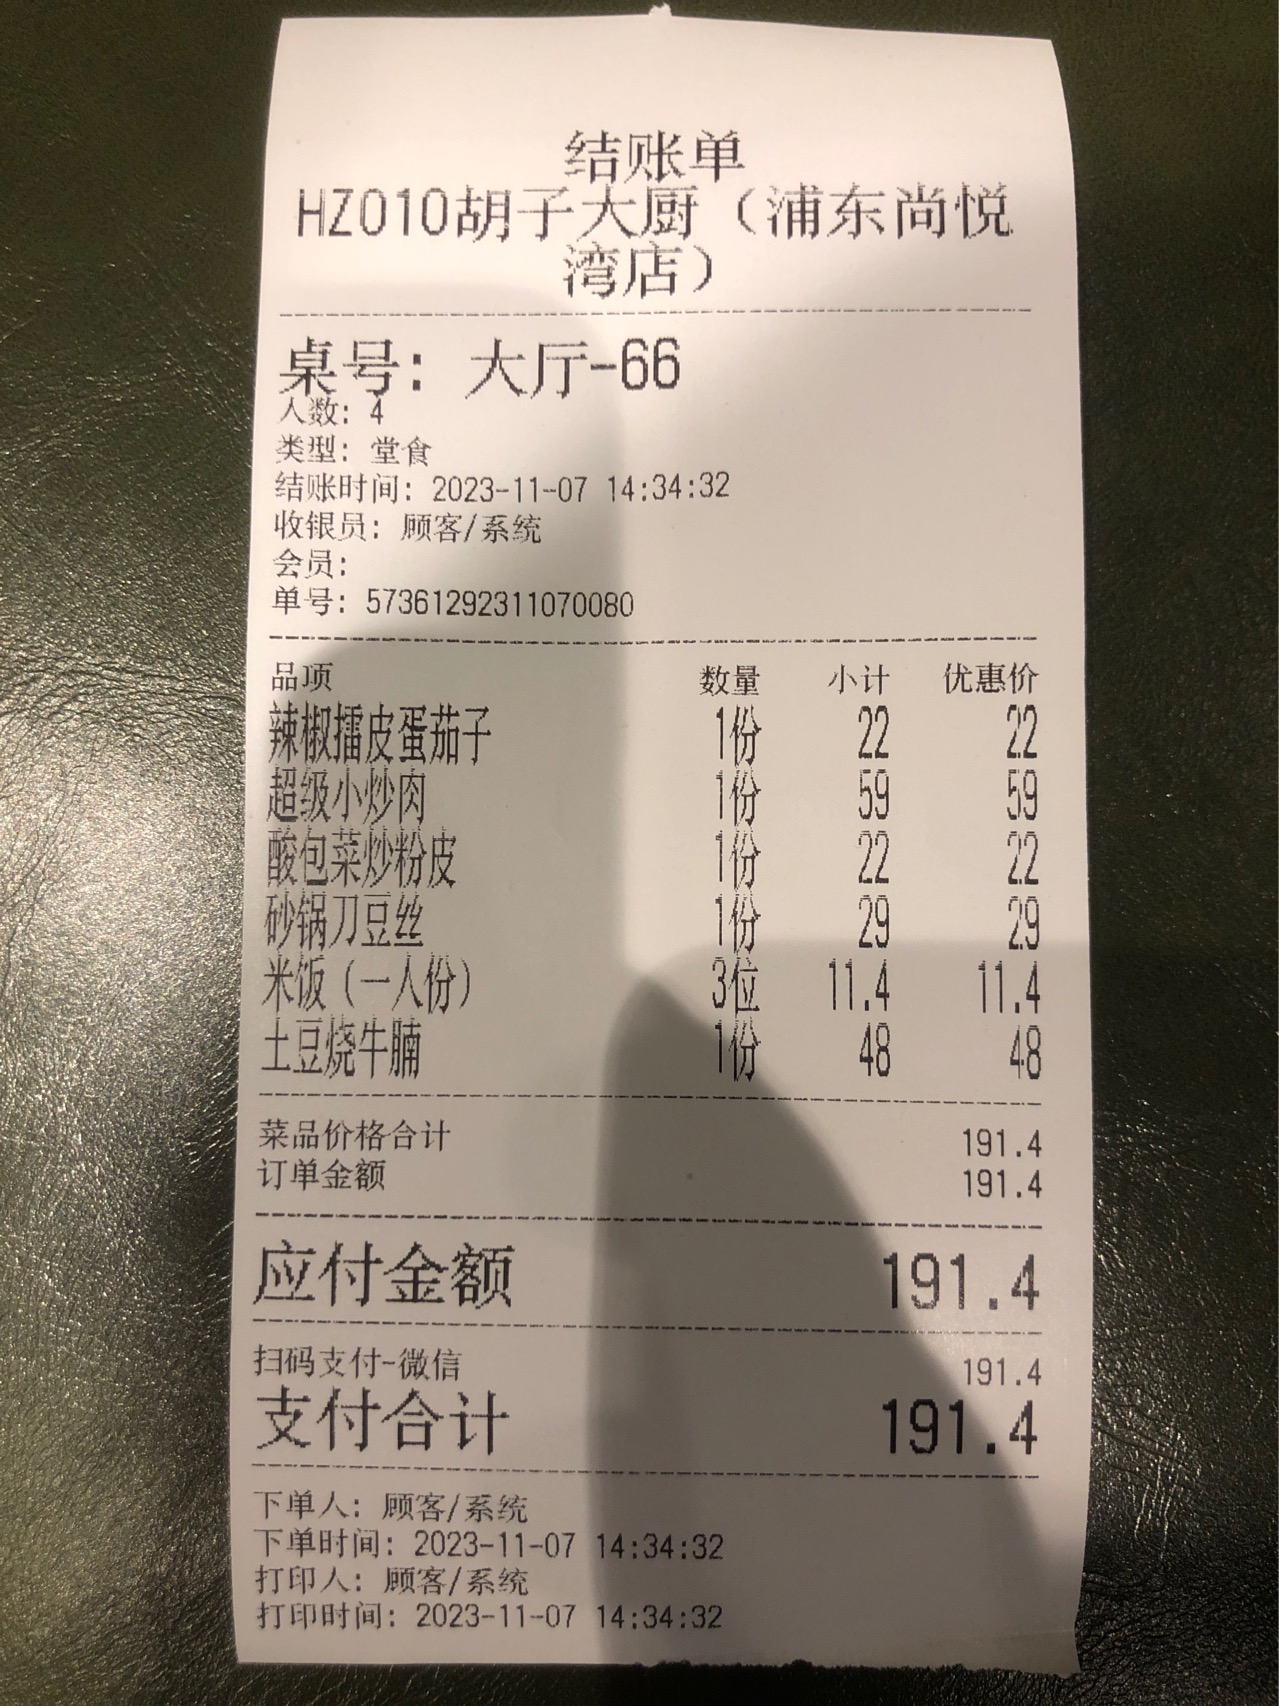 结账单
HZ010胡子大厨（浦东尚悦
湾店）
桌号：大厅-66
人数：4
类型：堂食
结账时间：2023-11-07 14:34:32
收银员：顾客/系统
会员：
单号：57361292311070080
品项 数量 小计 优惠价
辣椒擂皮蛋茄子 1份 22 22
超级小炒肉 1份 59 59
酸包菜炒粉皮 1份 22 22
砂锅刀豆丝 1份 29 29
米饭（一人份） 3位 11.4 11.4
土豆烧牛腩 1份 48 48
菜品价格合计 191.4
订单金额 191.4
应付金额 191.4
扫码支付-微信 191.4
支付合计 191.4
下单人：顾客/系统
下单时间：2023-11-07 14:34:32
打印人：顾客/系统
打印时间：2023-11-07 14:34:32